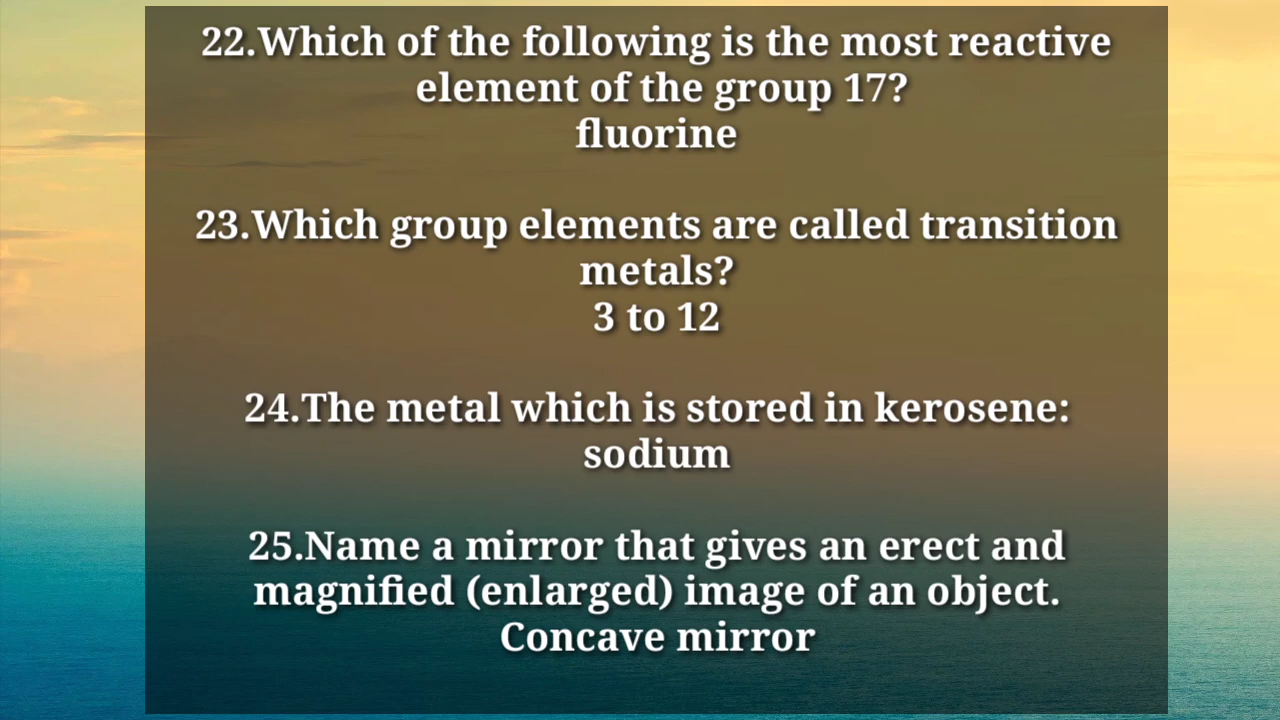 22.Which of the following is the most reactive
element of the group 17?
fluorine
23.Which group elements are called transition
metals?
3 to 12
24.The metal which is stored in kerosene:
sodium
25.Name a mirror that gives an erect and
magnified (enlarged) image of an object.
Concave mirror